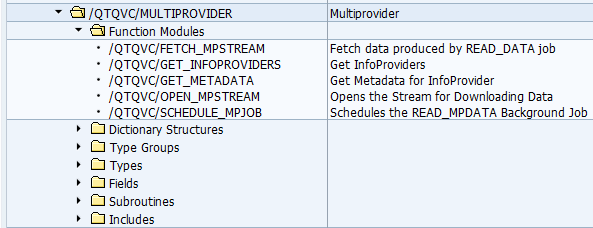 /QTQVC/MULTIPROVIDER Multiprovider
Function Modules
/QTQVC/FETCH_MPSTREAM Fetch data produced by READ_DATA job
/QTQVC/GET_INFOPROVIDERS Get InfoProviders
/QTQVC/GET_METADATA Get Metadata for InfoProvider
/QTQVC/OPEN_MPSTREAM Opens the Stream for Downloading Data
/QTQVC/SCHEDULE_MPJOB Schedules the READ_MPDATA Background Job
Dictionary Structures
Type Groups
Types
Fields
Subroutines
Includes